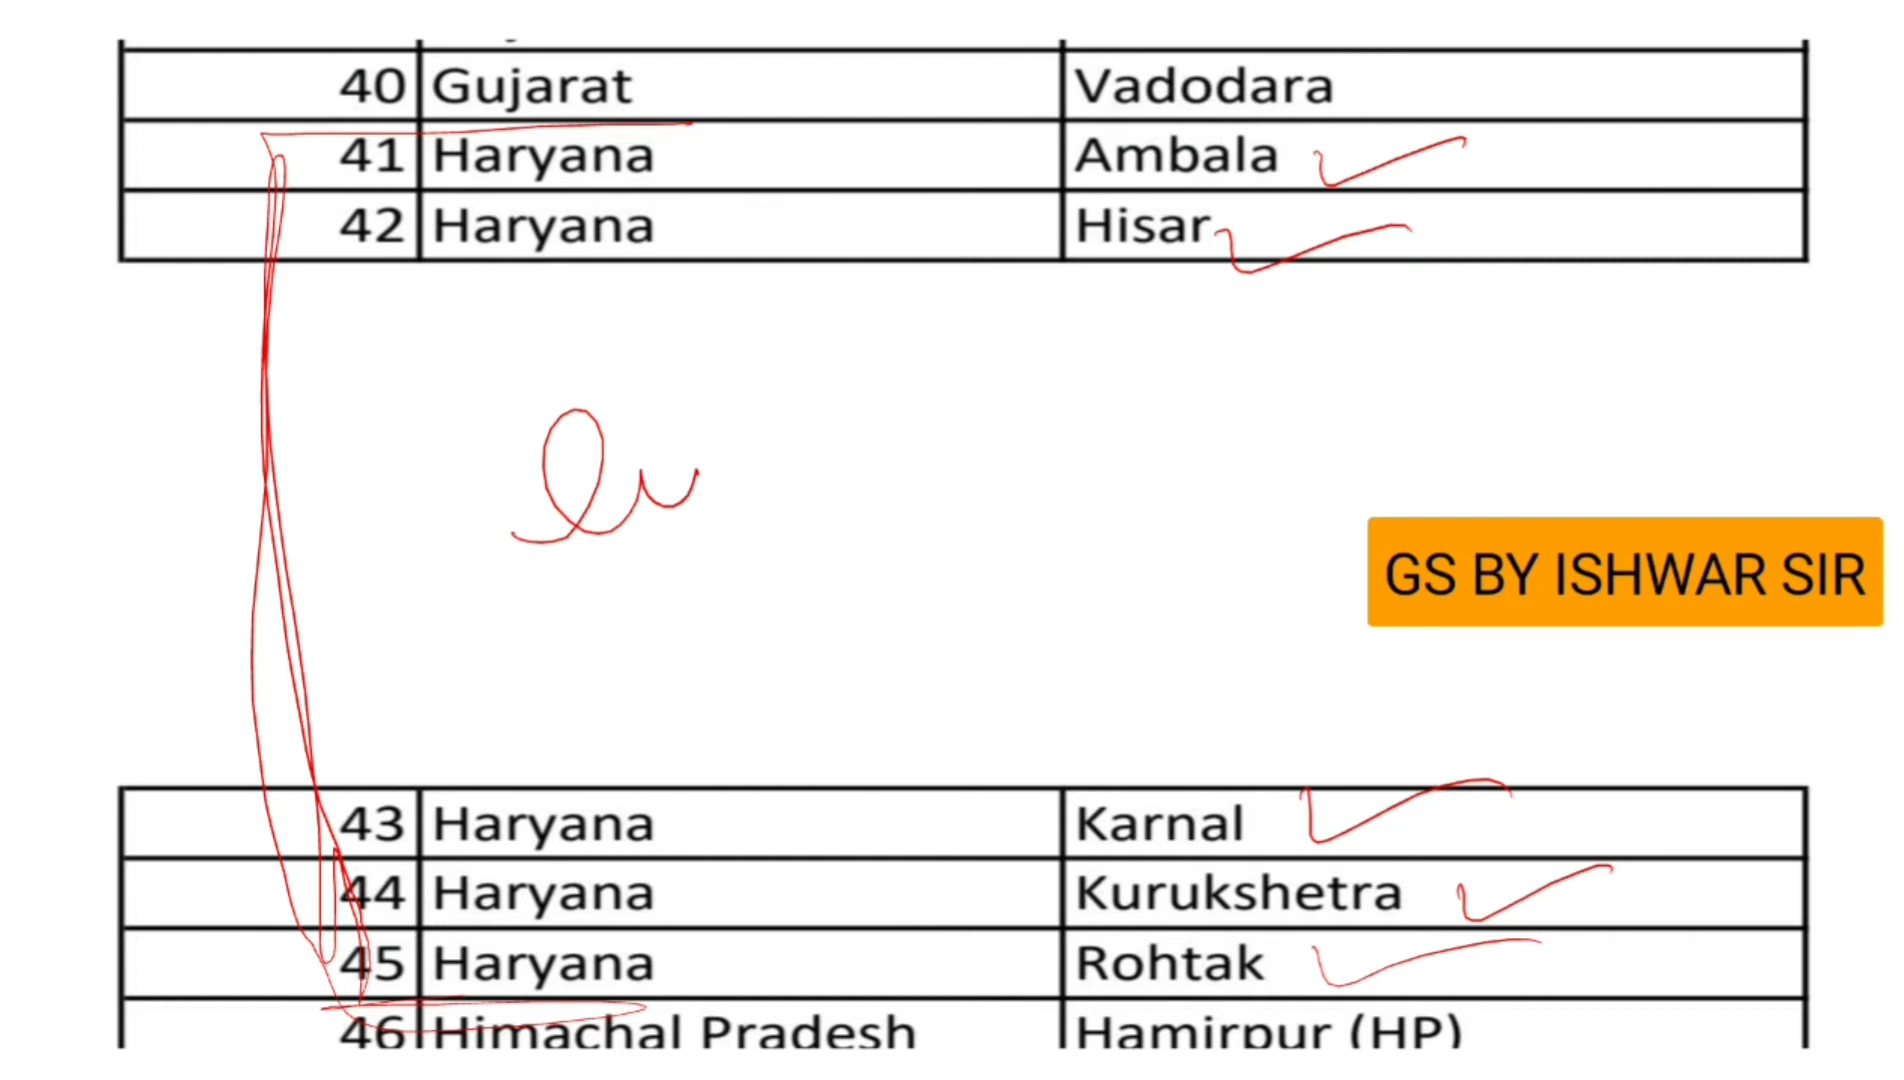 40 Gujarat Vadodara
41 Haryana Ambala
42 Haryana Hisar
GS BY ISHWAR SIR
43 Haryana Karnal
44 Haryana Kurukshetra
45 Haryana Rohtak
46 Himachal Pradesh Hamirpur (HP)